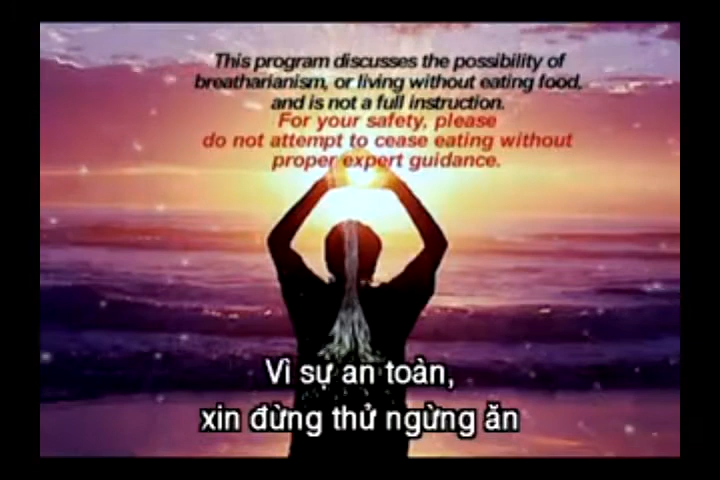 This program discusses the possibility of
breatharianism, or living without eating food,
and is not a full instruction.
For your safety, please
do not attempt to cease eating without
proper expert guidance.
Vì sự an toàn,
xin đừng thử ngừng ăn